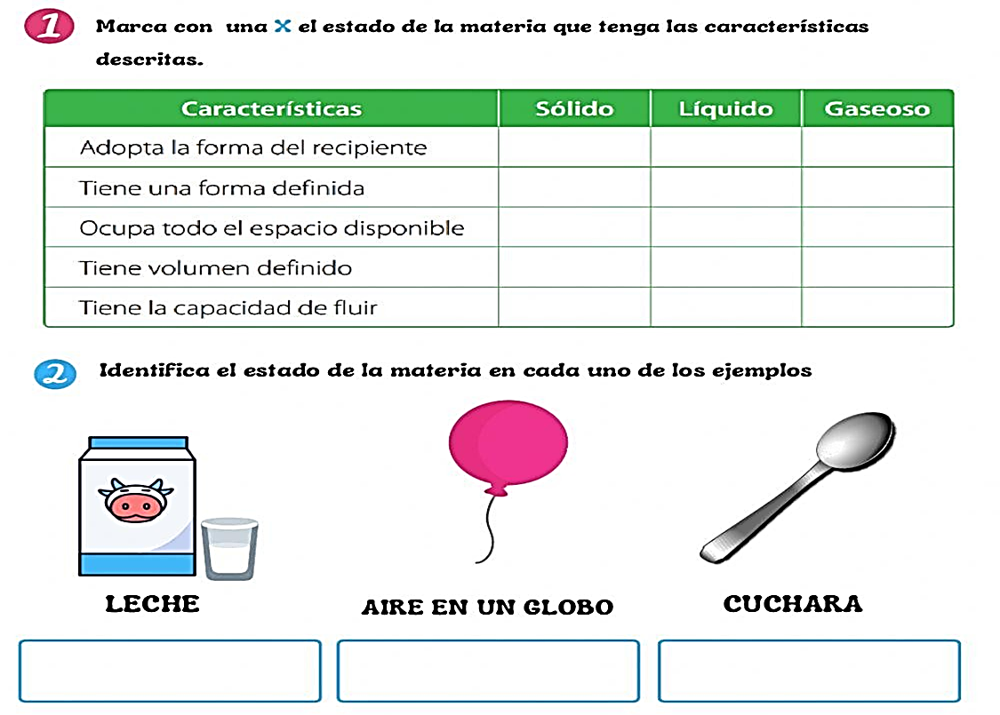 1 Marca con una X el estado de la materia que tenga las características
descritas.
Características Sólido Líquido Gaseoso
Adopta la forma del recipiente
Tiene una forma definida
Ocupa todo el espacio disponible
Tiene volumen definido
Tiene la capacidad de fluir
2 Identifica el estado de la materia en cada uno de los ejemplos
LECHE AIRE EN UN GLOBO CUCHARA